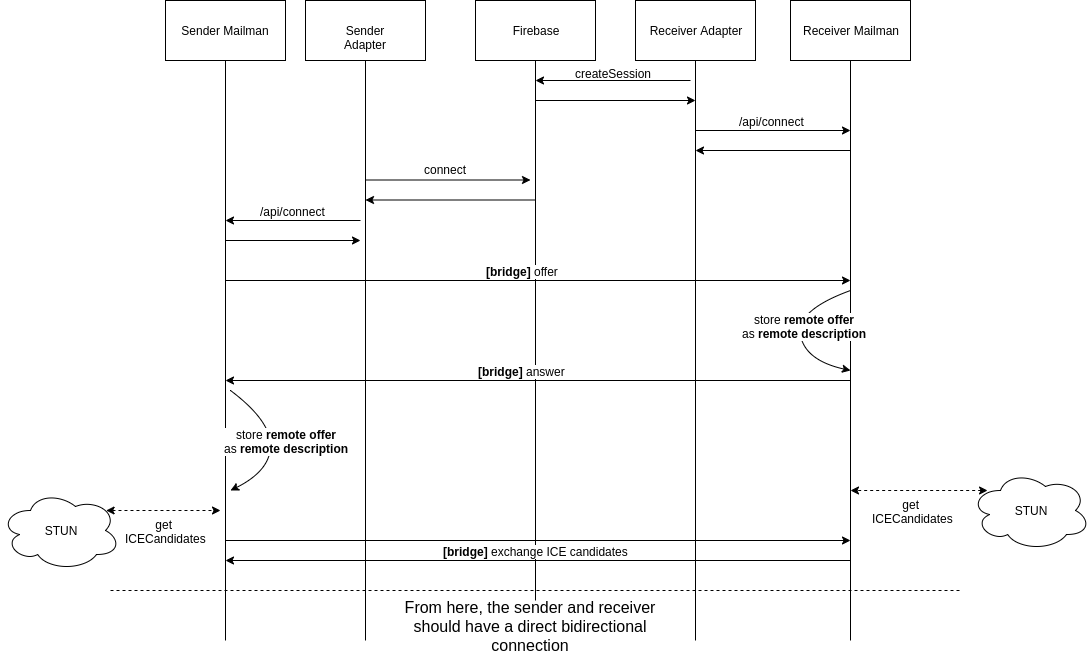 Sender Mailman
Sender
Adapter
Firebase
Receiver Adapter
Receiver Mailman
createSession
/api/connect
connect
/api/connect
[bridge] offer
store remote offer
as remote description
[bridge] answer
store remote offer
as remote description
STUN
get
ICECandidates
get
ICECandidates
STUN
[bridge] exchange ICE candidates
From here, the sender and receiver
should have a direct bidirectional
connection